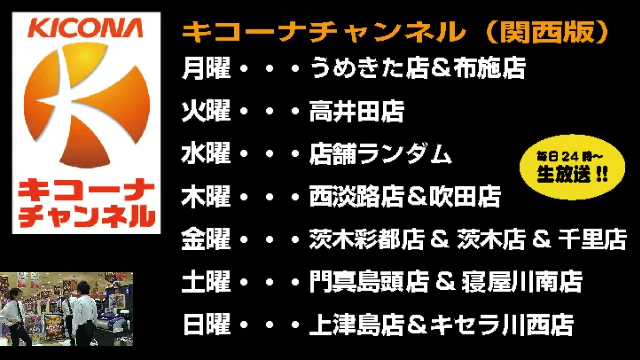 KICONA
キコーナ
チャンネル
キコーナチャンネル（関西版）
月曜・・・うめきた店＆布施店
火曜・・・高井田店
水曜・・・店舗ランダム
木曜・・・西淡路店＆吹田店
金曜・・・茨木彩都店 & 茨木店 & 千里店
土曜・・・門真島頭店 & 寝屋川南店
日曜・・・上津島店＆キセラ川西店
毎日24時～
生放送!!